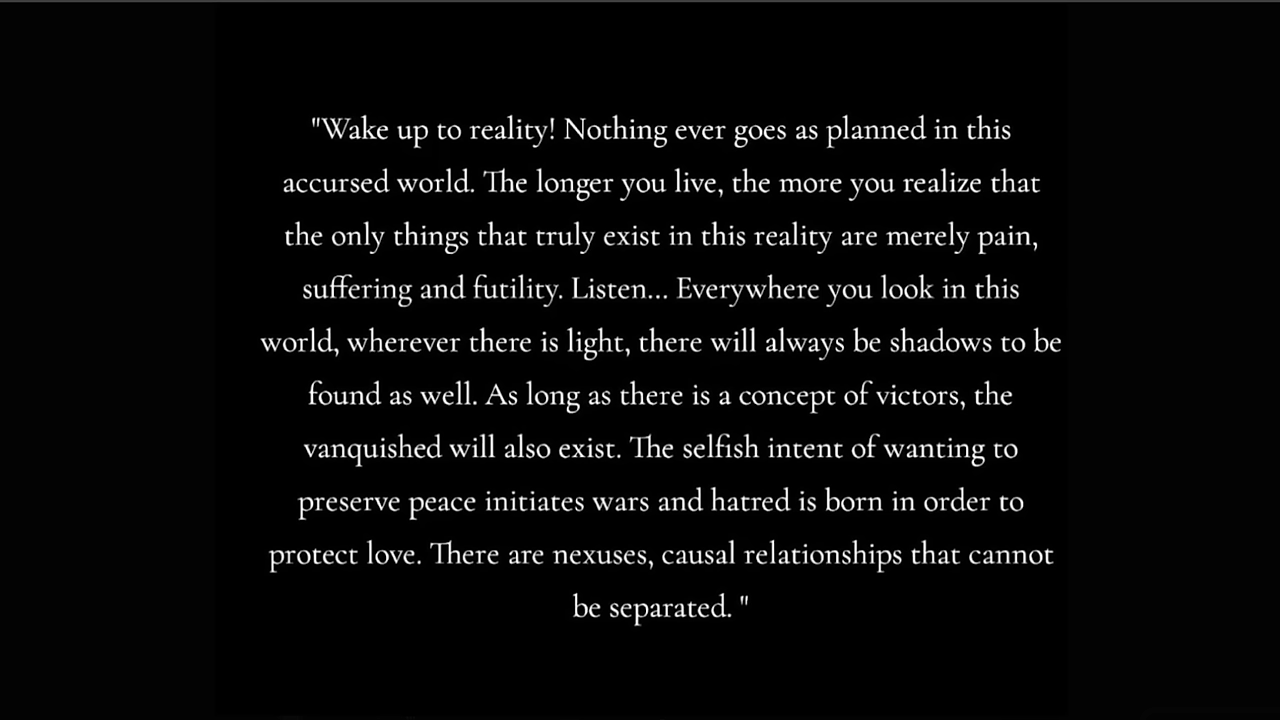 "Wake up to reality! Nothing ever goes as planned in this
accursed world. The longer you live, the more you realize that
the only things that truly exist in this reality are merely pain,
suffering and futility. Listen... Everywhere you look in this
world, wherever there is light, there will always be shadows to be
found as well. As long as there is a concept of victors, the
vanquished will also exist. The selfish intent of wanting to
preserve peace initiates wars and hatred is born in order to
protect love. There are nexuses, causal relationships that cannot
be separated. "